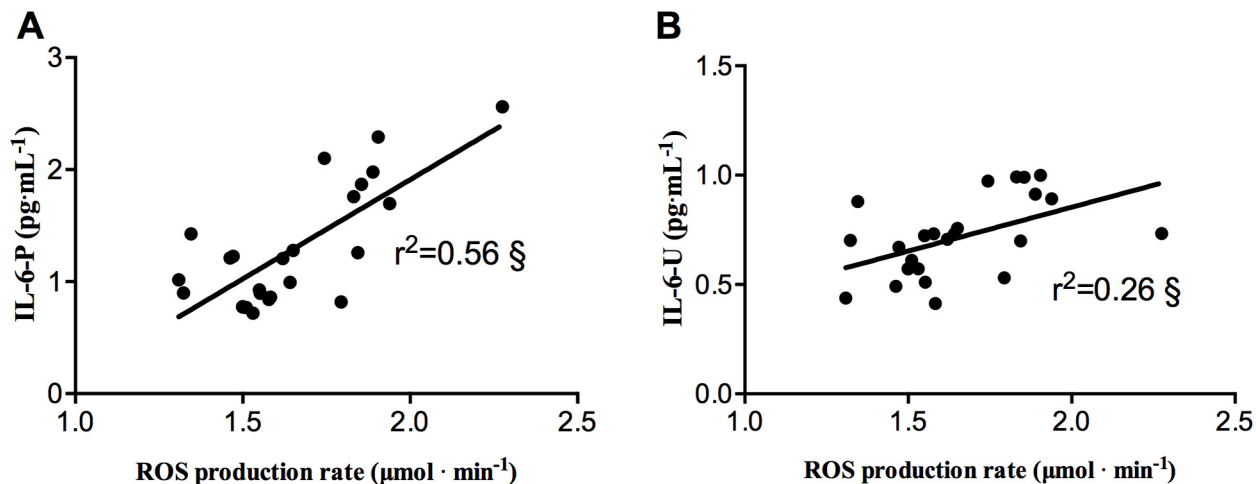 A
3
2
1
0
1.0 1.5 2.0 2.5
IL-6-P (pg·mL⁻¹)
r²=0.56 §
ROS production rate (µmol · min⁻¹)
B
1.5
1.0
0.5
0.0
1.0 1.5 2.0 2.5
IL-6-U (pg·mL⁻¹)
r²=0.26 §
ROS production rate (µmol · min⁻¹)